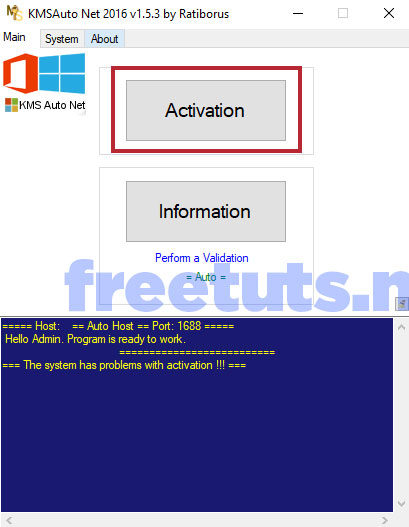 KMSAuto Net 2016 v1.5.3 by Ratiborus
Main System About
KMS Auto Net
Activation
Information
Perform a Validation
= Auto =
freetuts.n
===== Host: == Auto Host == Port: 1688 =====
Hello Admin. Program is ready to work.
==========================
=== The system has problems with activation !!! ===